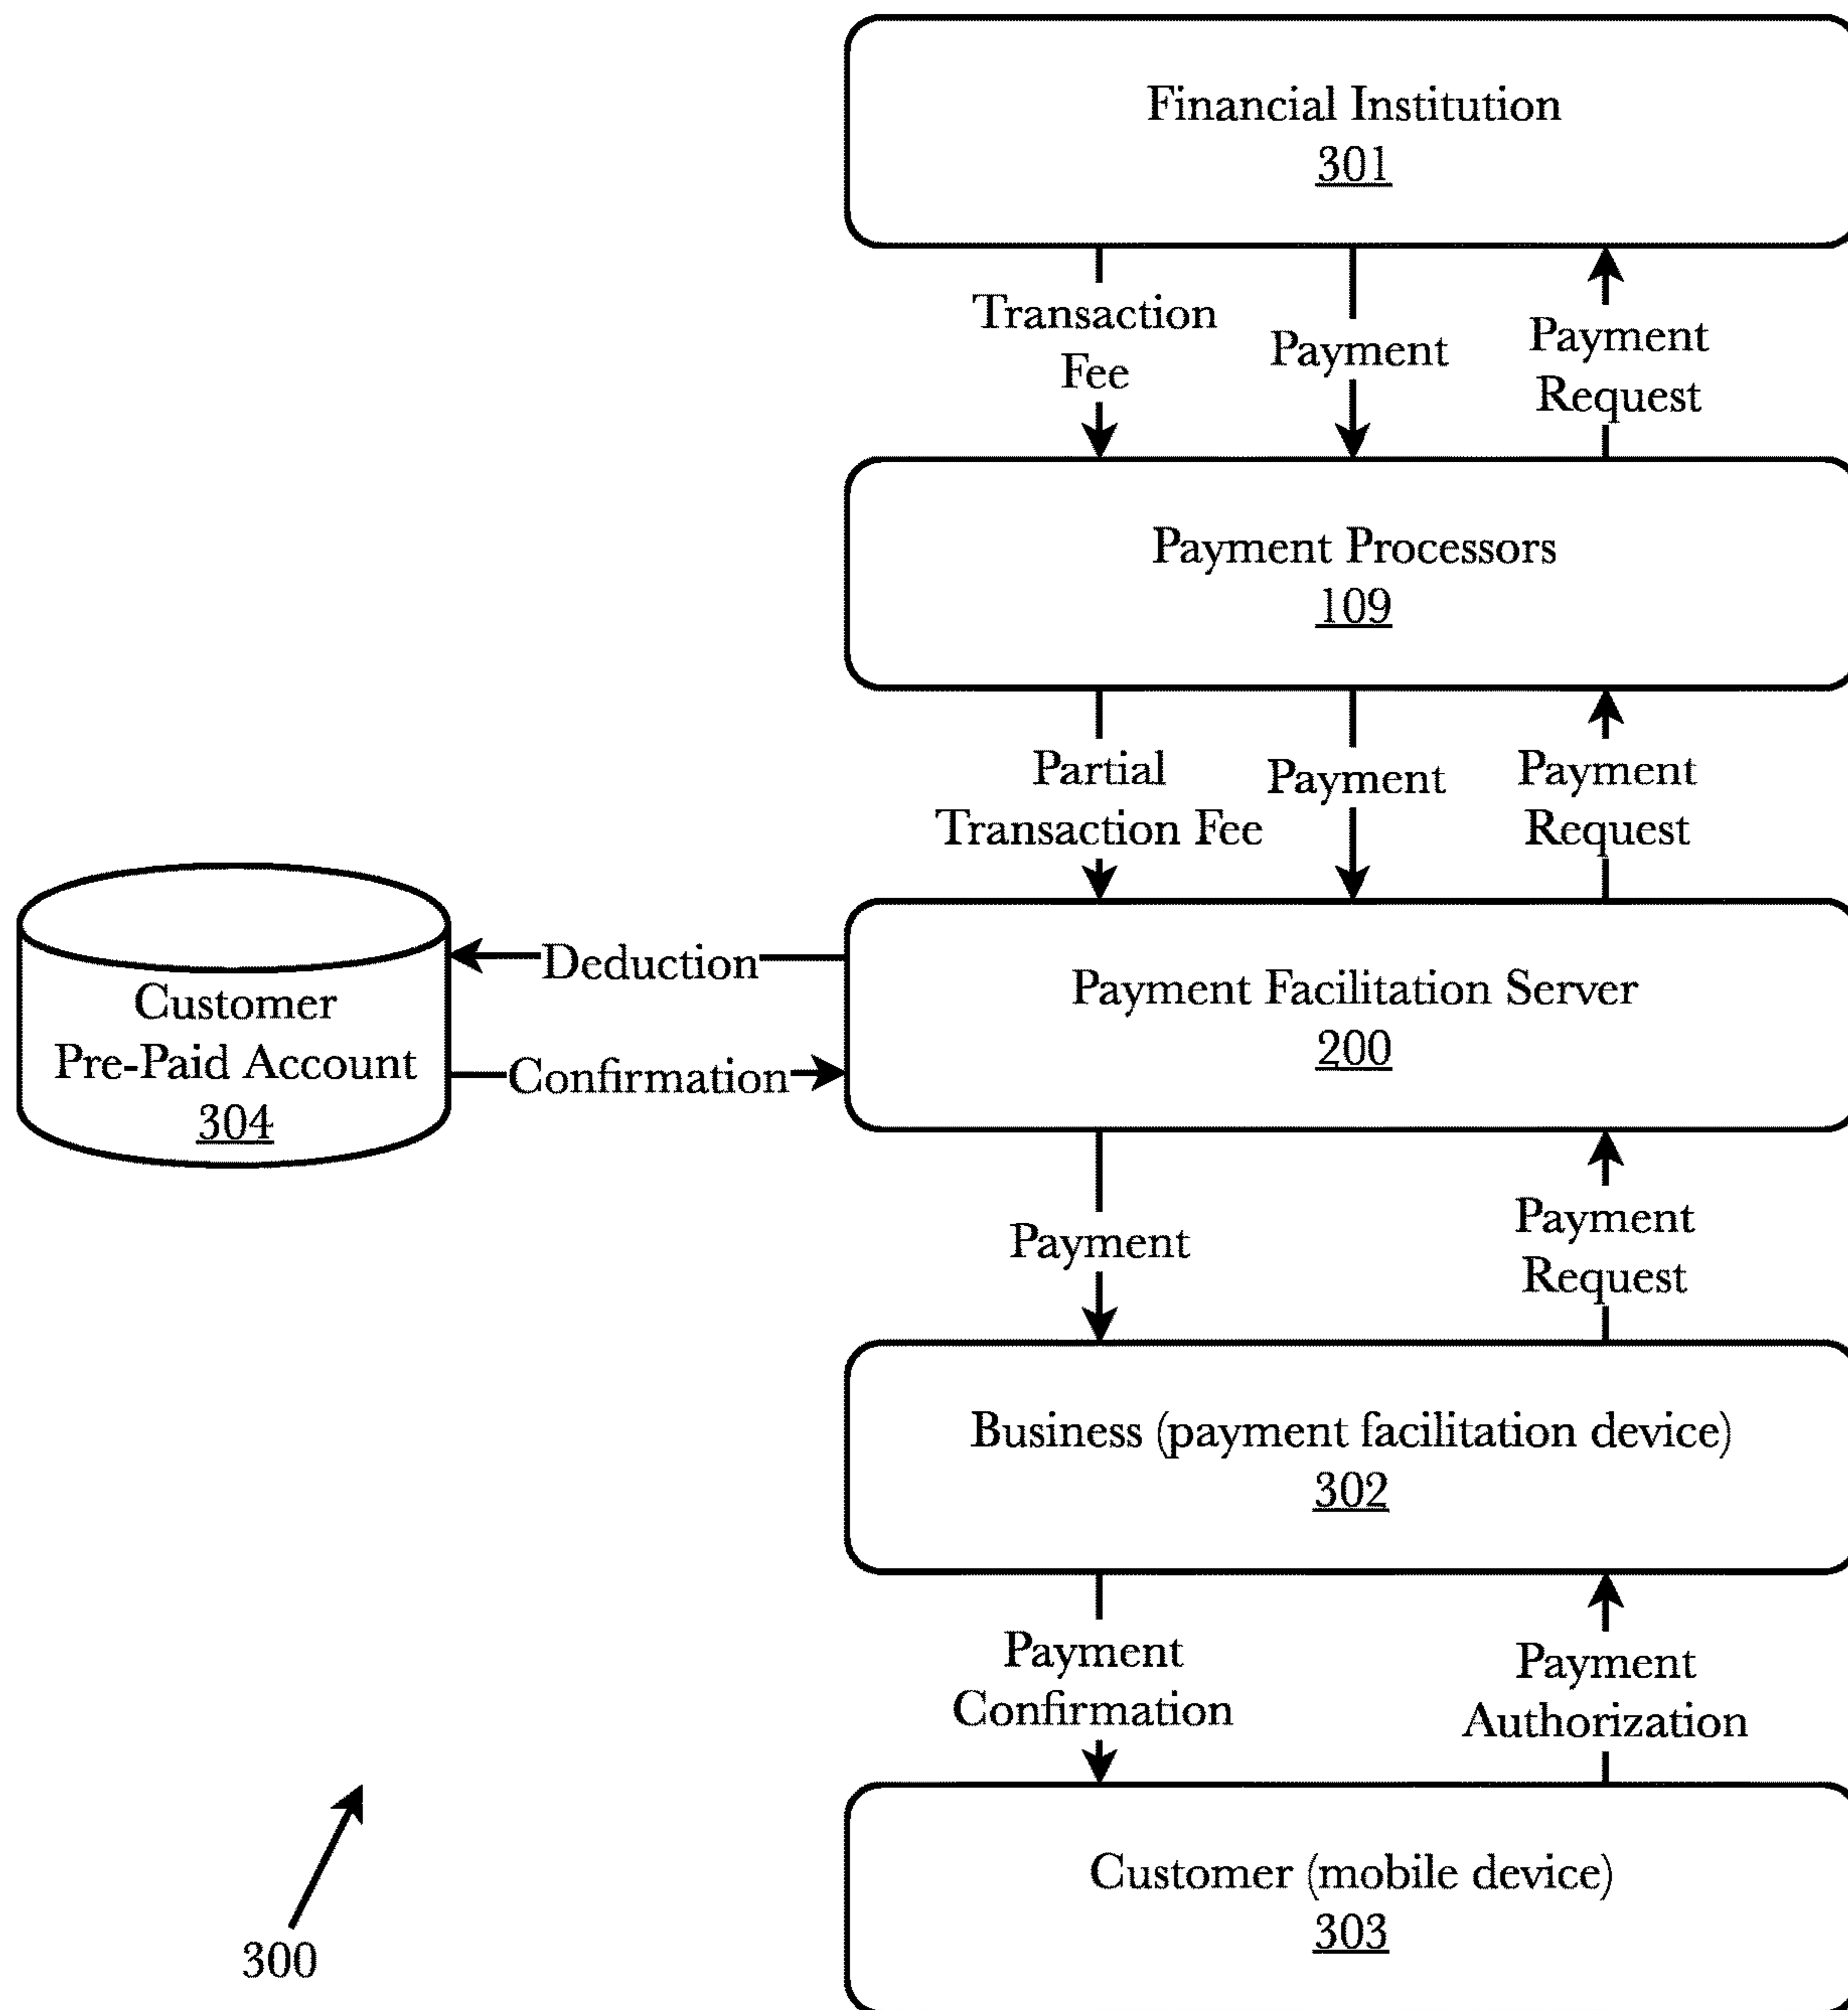 Financial Institution
301
Transaction
Fee
Payment
Payment
Request
Payment Processors
109
Partial
Transaction Fee
Payment
Payment
Request
Customer
Pre-Paid Account
304
Deduction
Confirmation
Payment Facilitation Server
200
Payment
Payment
Request
Business (payment facilitation device)
302
Payment
Confirmation
Payment
Authorization
Customer (mobile device)
303
300